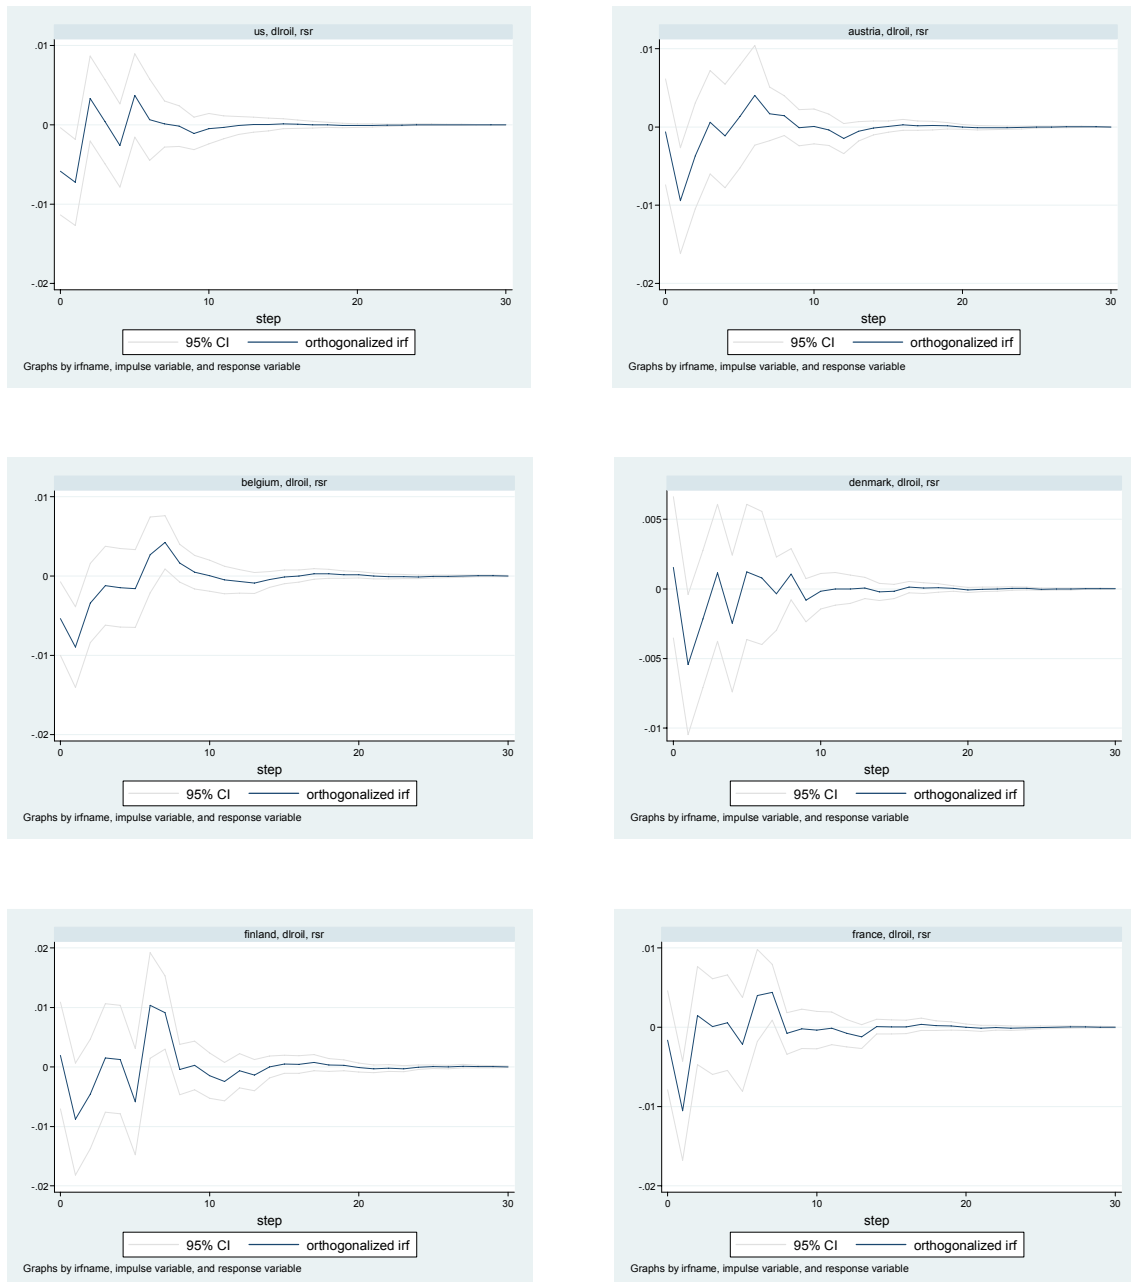 us, dlroil, rsr
.01
0
-.01
-.02
0
10
20
30
step
95% CI
orthogonalized irf
Graphs by irfname, impulse variable, and response variable
austria, dlroil, rsr
.01
0
-.01
-.02
0
10
20
30
step
95% CI
orthogonalized irf
Graphs by irfname, impulse variable, and response variable
belgium, dlroil, rsr
.01
0
-.01
-.02
0
10
20
30
step
95% CI
orthogonalized irf
Graphs by irfname, impulse variable, and response variable
denmark, dlroil, rsr
.005
0
-.005
-.01
0
10
20
30
step
95% CI
orthogonalized irf
Graphs by irfname, impulse variable, and response variable
finland, dlroil, rsr
.02
.01
0
-.01
-.02
0
10
20
30
step
95% CI
orthogonalized irf
Graphs by irfname, impulse variable, and response variable
france, dlroil, rsr
.01
0
-.01
-.02
0
10
20
30
step
95% CI
orthogonalized irf
Graphs by irfname, impulse variable, and response variable